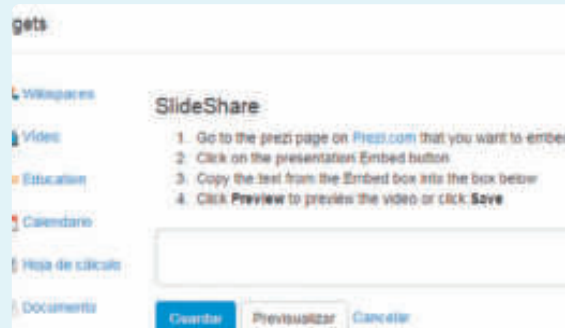 gets
Wikispaces
Vídeo
Education
Calendario
Hoja de cálculo
Documento
SlideShare
1. Go to the prezi page on Prezi.com that you want to embed
2. Click on the presentation Embed button
3. Copy the text from the Embed box into the box below
4. Click Preview to preview the video or click Save
Guardar Previsualizar Cancelar